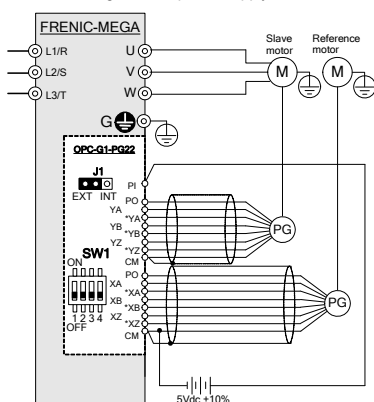 FRENIC-MEGA
Slave motor
Reference motor
L1/R
L2/S
L3/T
U
V
W
G
M
M
OPC-G1-PG22
J1
EXT INT
PI
PO
YA
*YA
YB
*YB
YZ
*YZ
CM
PG
SW1
ON
1 2 3 4
OFF
PO
XA
*XA
XB
*XB
XZ
*XZ
CM
PG
5Vdc ±10%